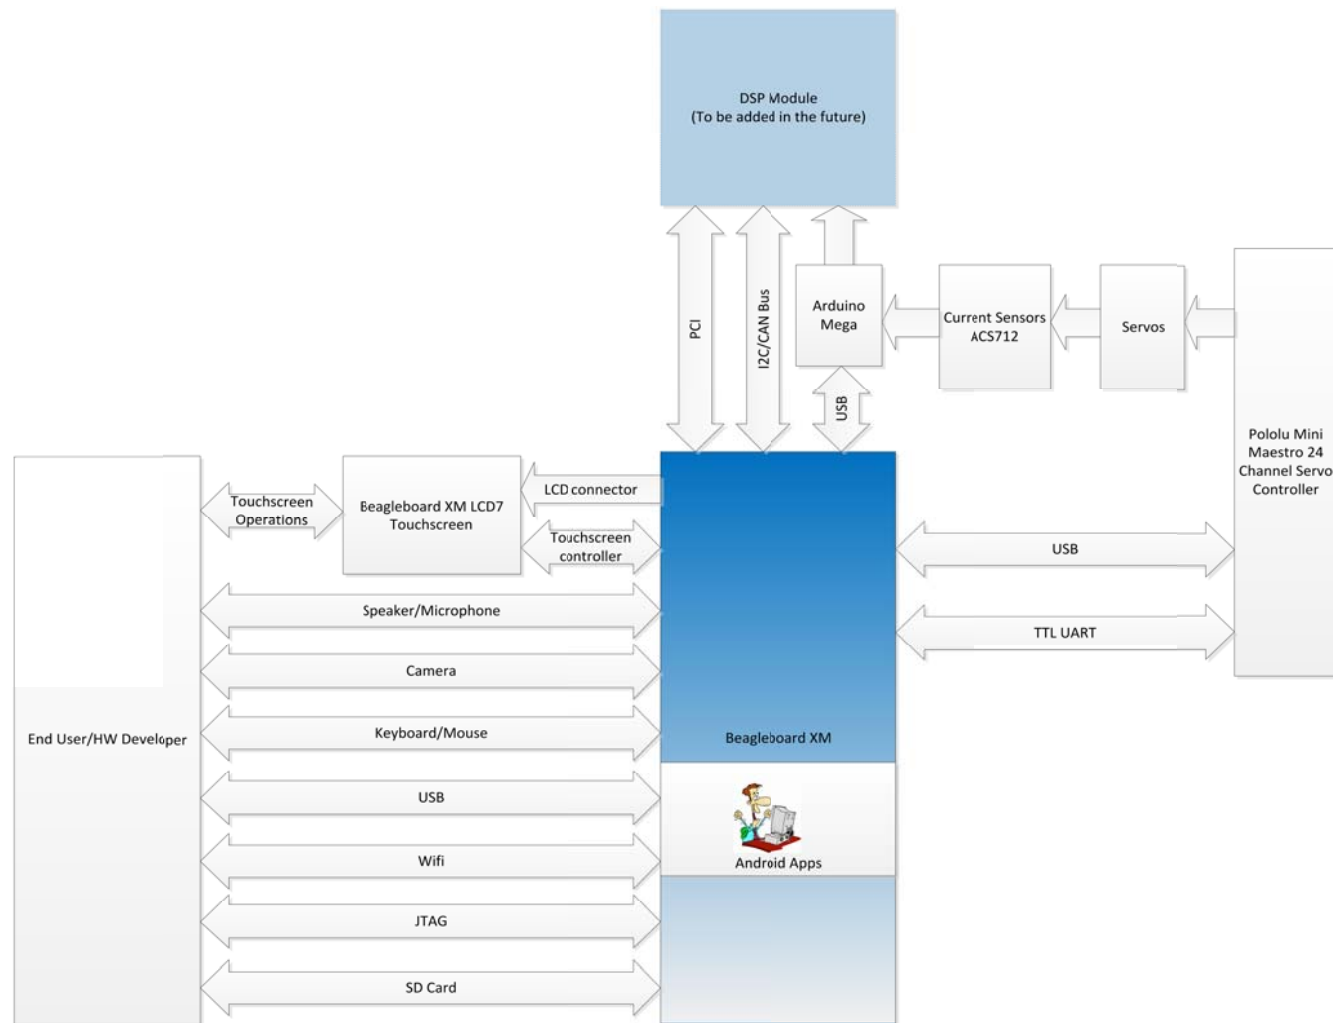 DSP Module
(To be added in the future)
PCI
I2C/CAN Bus
Arduino
Mega
USB
Current Sensors
ACS712
Servos
Pololu Mini
Maestro 24
Channel Servo
Controller
Touchscreen
Operations
Beagleboard XM LCD7
Touchscreen
LCD connector
Touchscreen
controller
USB
Speaker/Microphone
TTL UART
Camera
Keyboard/Mouse
End User/HW Developer
Beagleboard XM
USB
Wifi
Android Apps
JTAG
SD Card